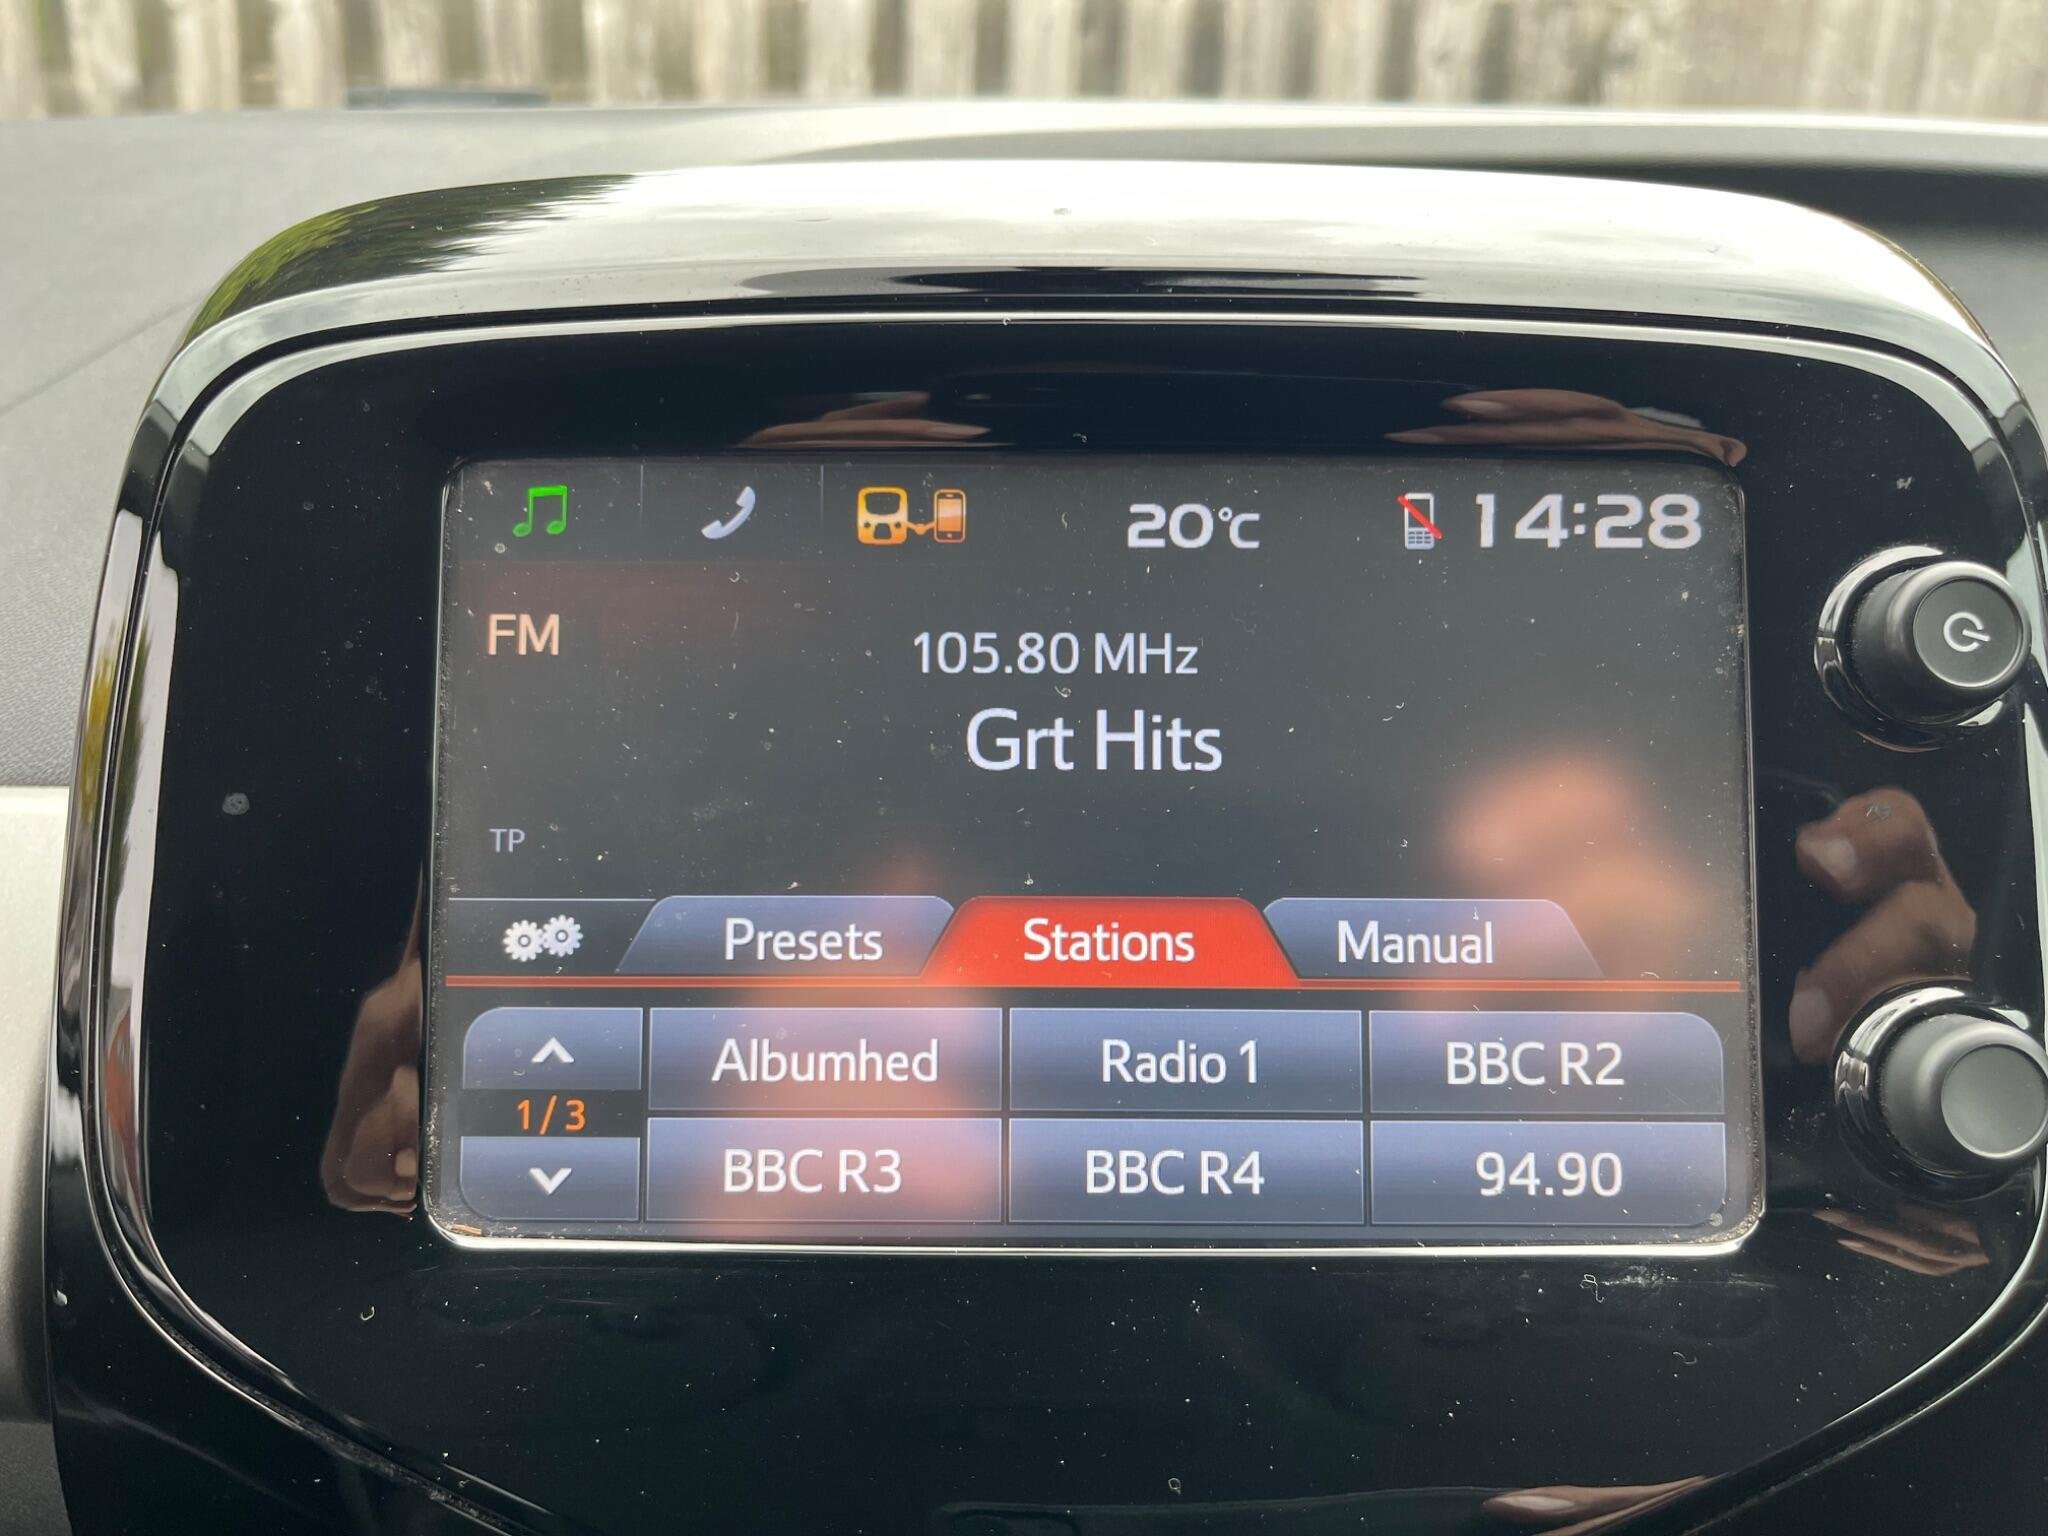 20°C 14:28
FM
105.80 MHz
Grt Hits
TP
Presets Stations Manual
Albumhed Radio 1 BBC R2
1/3
BBC R3 BBC R4 94.90